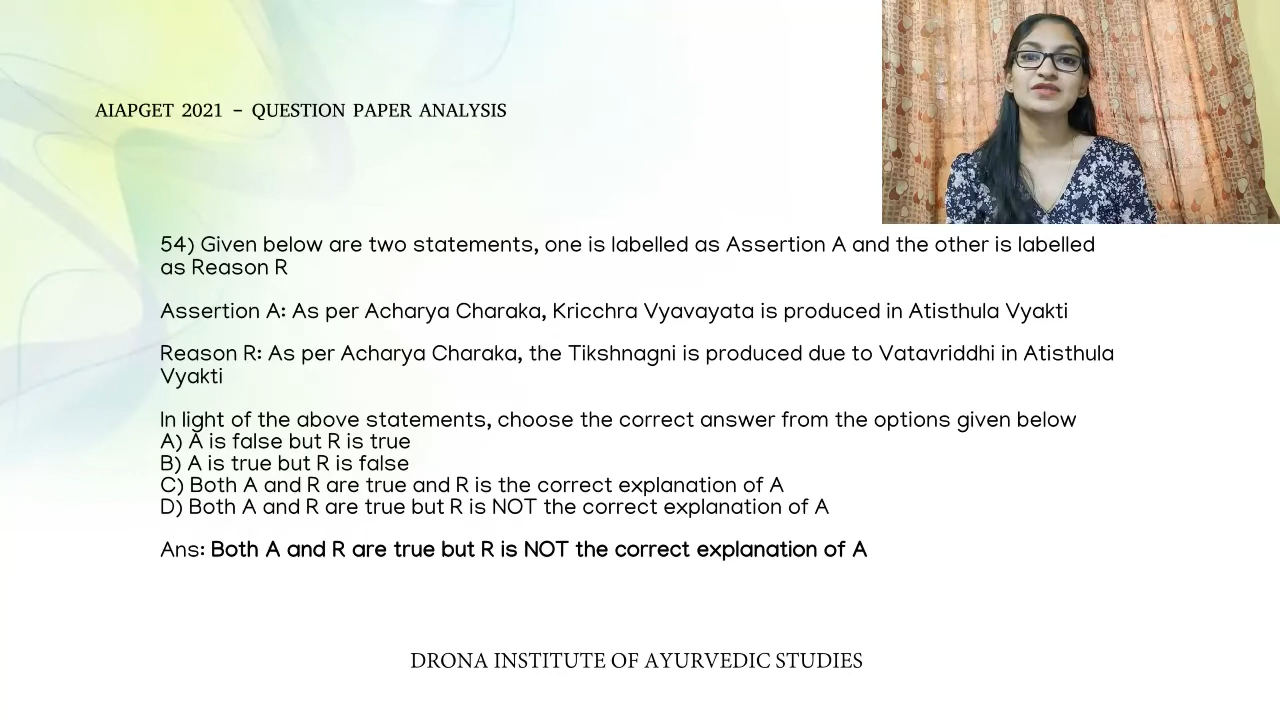 AIAPGET 2021 - QUESTION PAPER ANALYSIS
54) Given below are two statements, one is labelled as Assertion A and the other is labelled
as Reason R
Assertion A: As per Acharya Charaka, Kricchra Vyavayata is produced in Atisthula Vyakti
Reason R: As per Acharya Charaka, the Tikshnagni is produced due to Vatavriddhi in Atisthula
Vyakti
In light of the above statements, choose the correct answer from the options given below
A) A is false but R is true
B) A is true but R is false
C) Both A and R are true and R is the correct explanation of A
D) Both A and R are true but R is NOT the correct explanation of A
Ans: Both A and R are true but R is NOT the correct explanation of A
DRONA INSTITUTE OF AYURVEDIC STUDIES